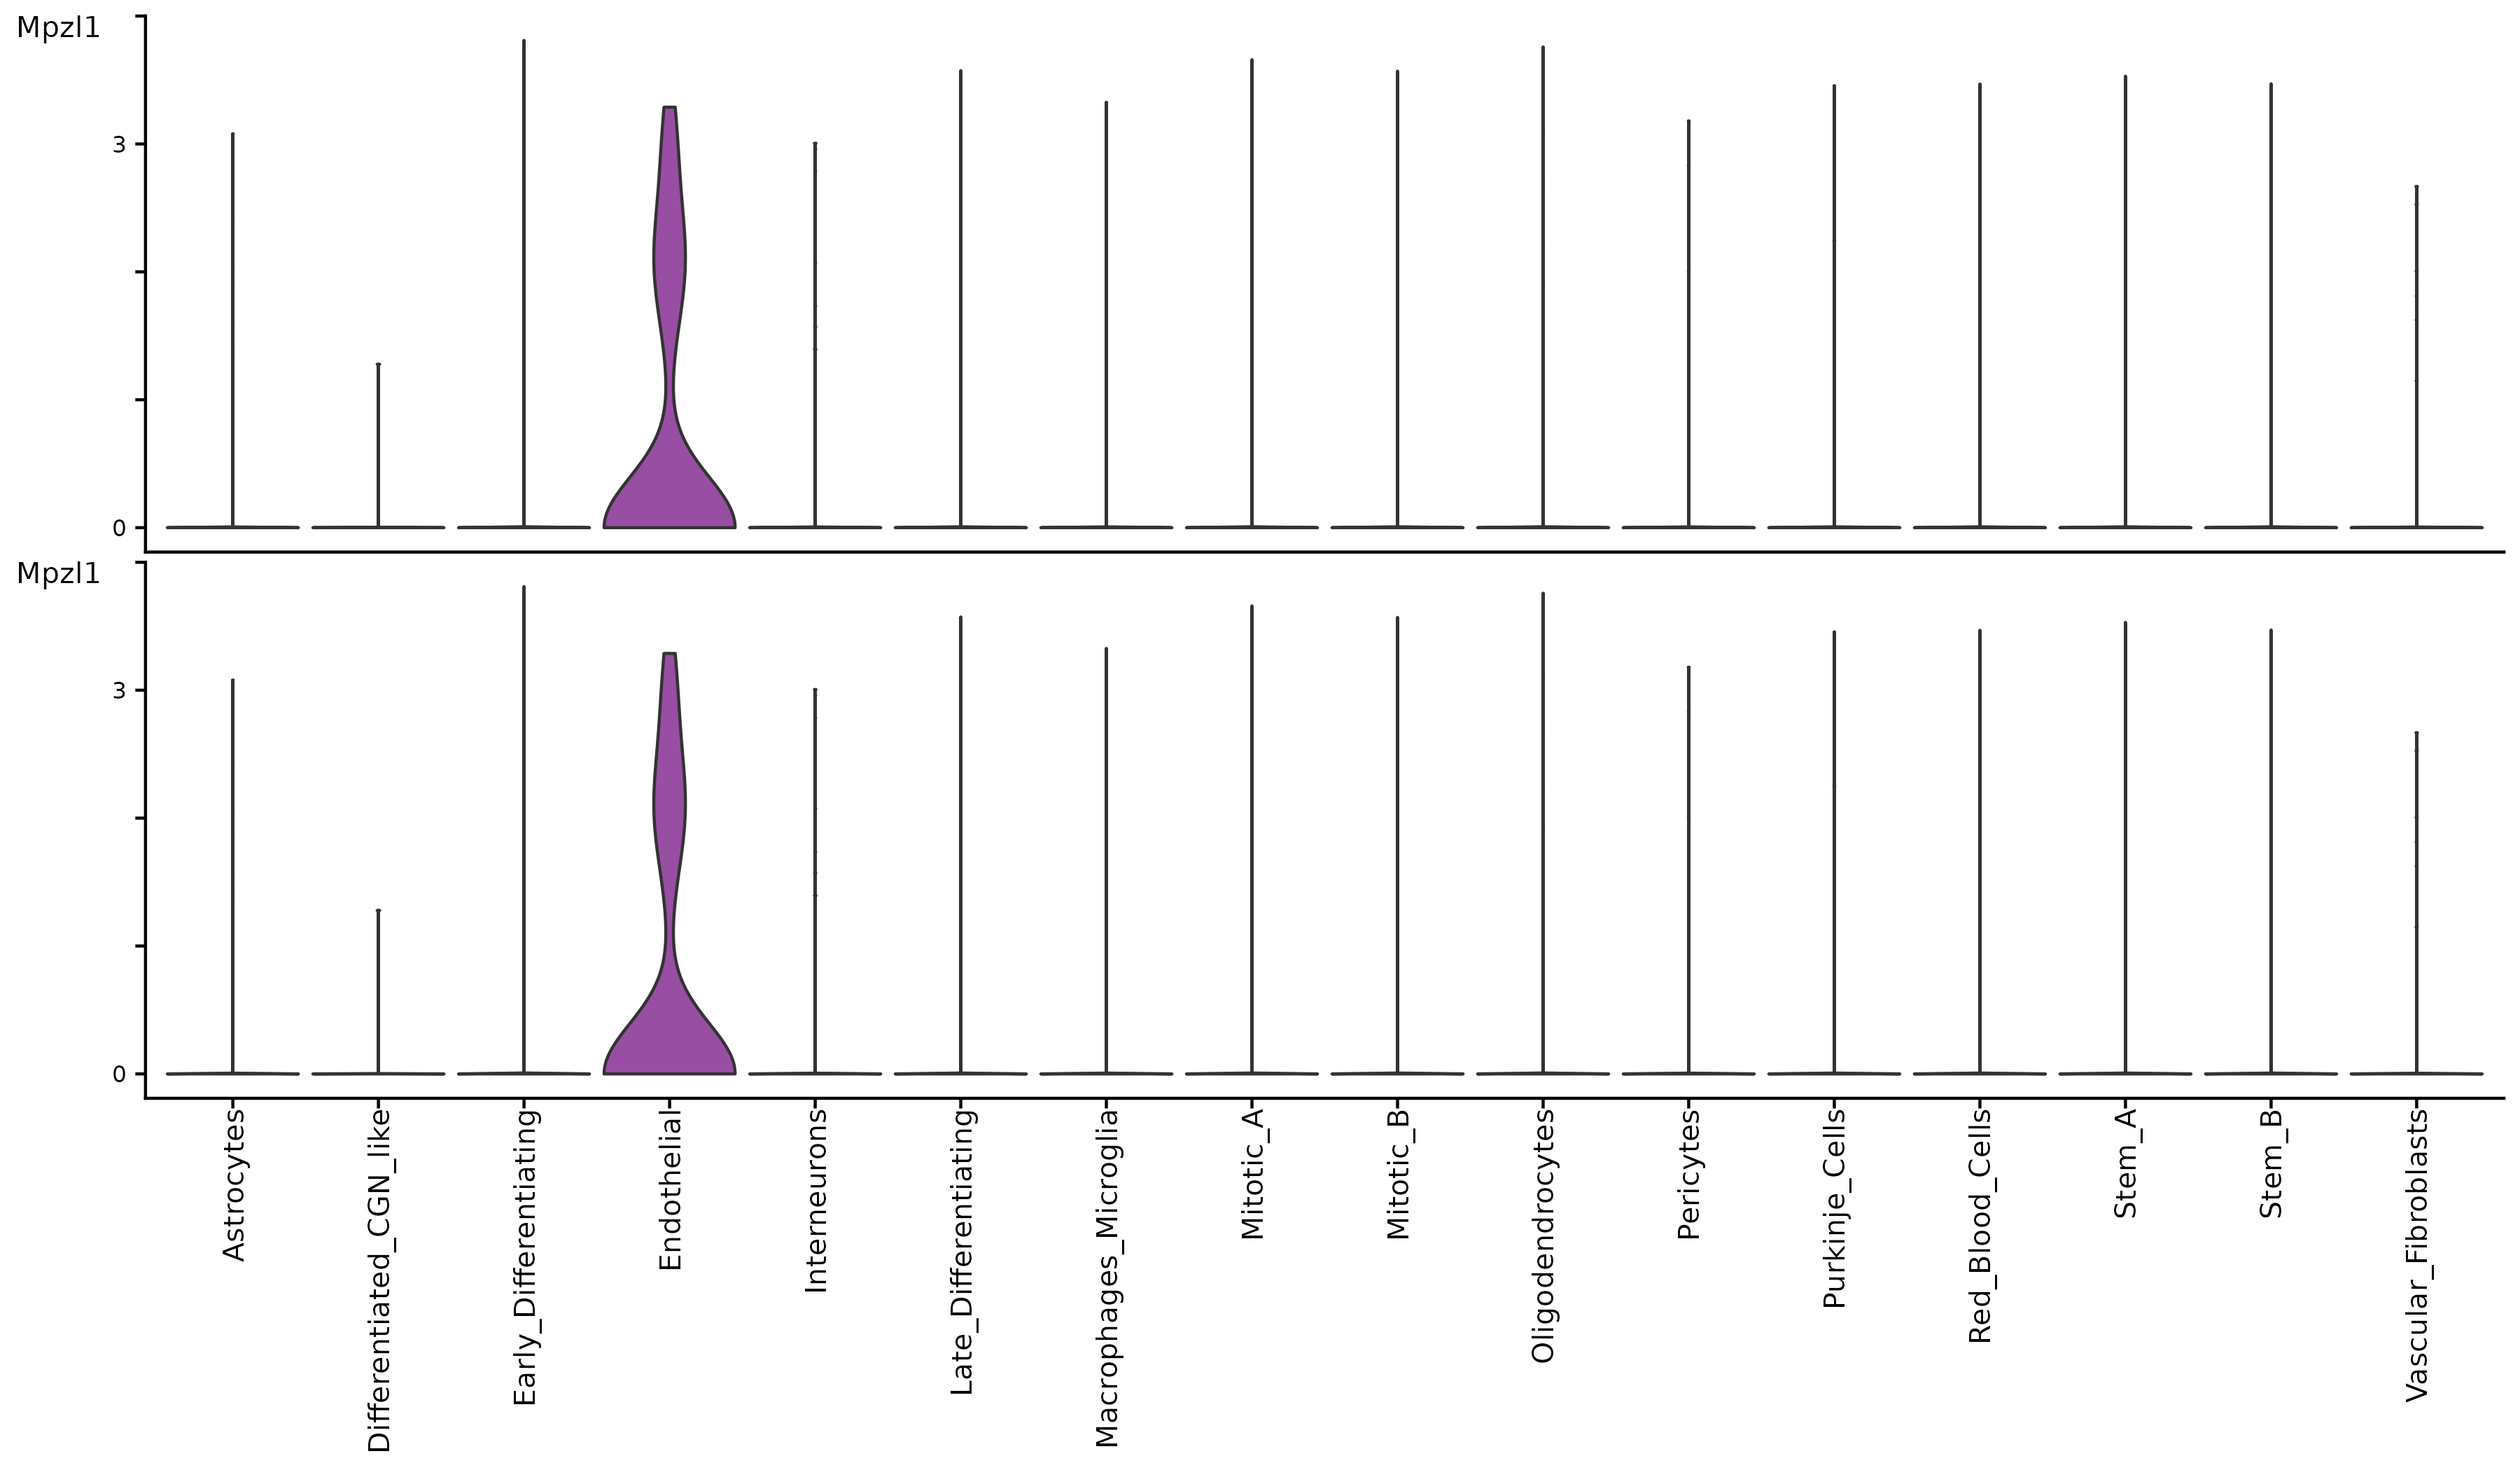 Mpzl1
3
0
Mpzl1
3
0
Astrocytes
Differentiated_CGN_like
Early_Differentiating
Endothelial
Interneurons
Late_Differentiating
Macrophages_Microglia
Mitotic_A
Mitotic_B
Oligodendrocytes
Pericytes
Purkinje_Cells
Red_Blood_Cells
Stem_A
Stem_B
Vascular_Fibroblasts